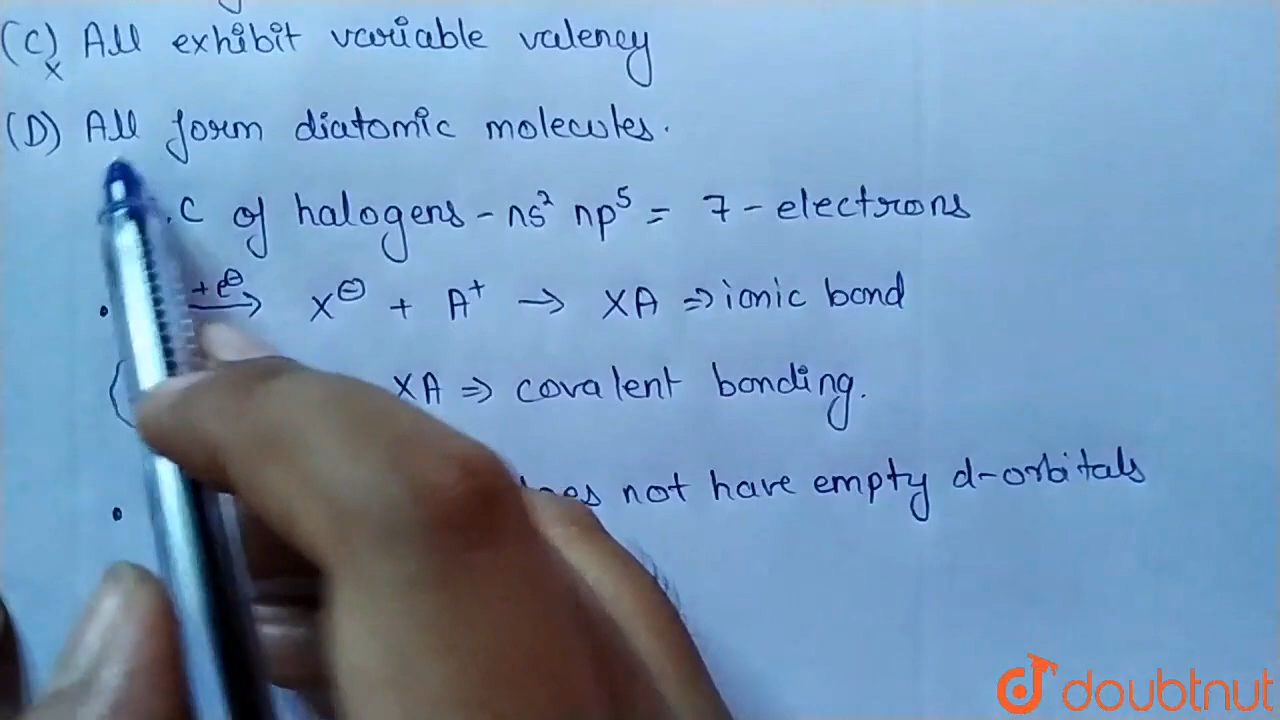 (C) All exhibit variable valency
x
(D) All form diatomic molecules.
.C of halogens - ns² np⁵ = 7 - electrons
+e⊖ → X⊖ + A⁺ → XA ⇒ ionic bond
( XA ⇒ covalent bonding.
does not have empty d-orbitals
doubtnut